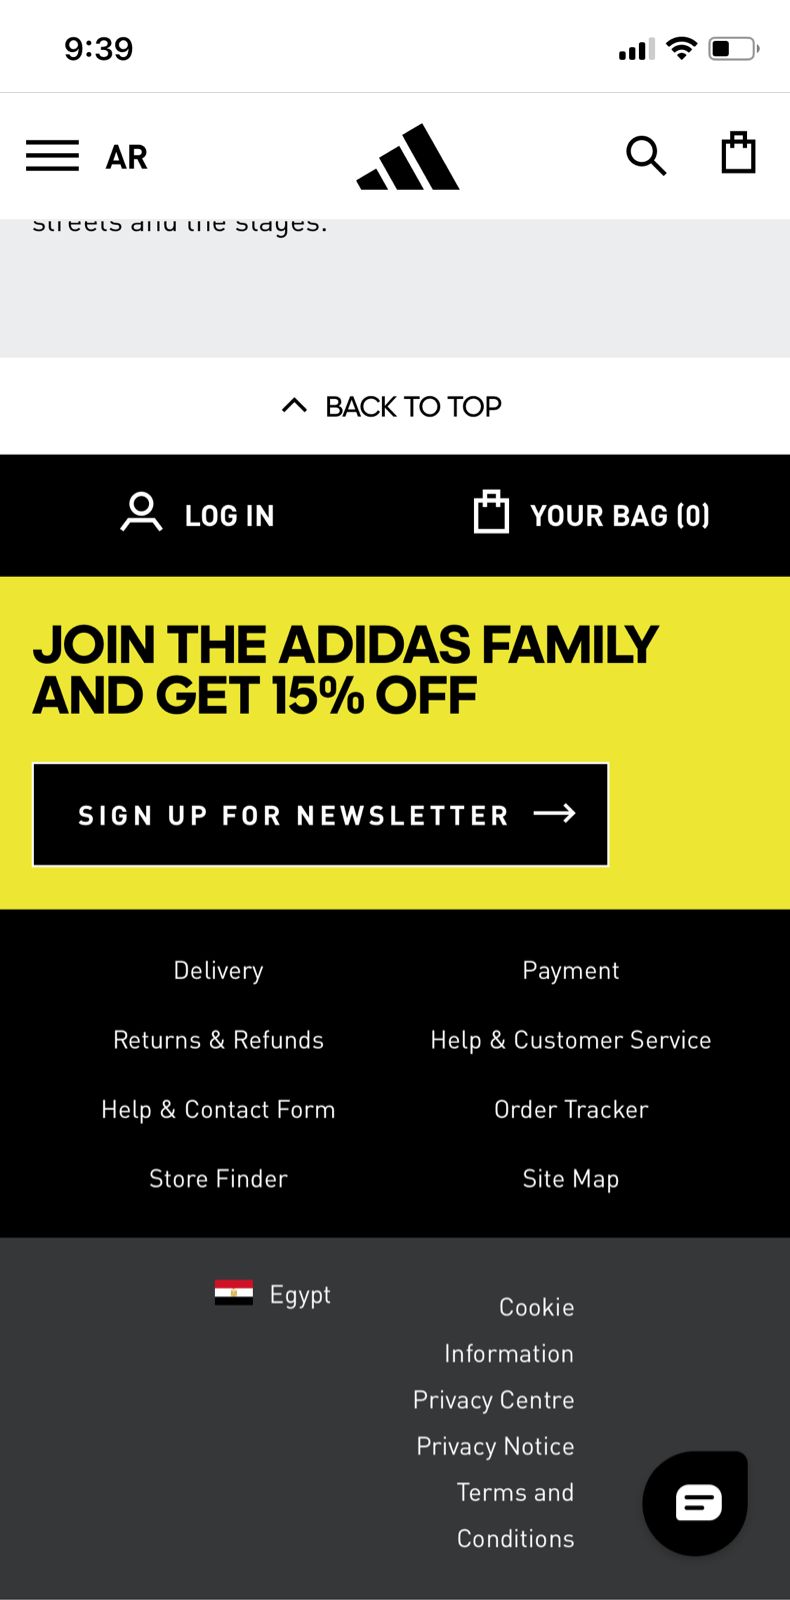 9:39
AR
streets and the stages.
BACK TO TOP
LOG IN
YOUR BAG (0)
JOIN THE ADIDAS FAMILY
AND GET 15% OFF
SIGN UP FOR NEWSLETTER
Delivery
Payment
Returns & Refunds
Help & Customer Service
Help & Contact Form
Order Tracker
Store Finder
Site Map
Egypt
Cookie
Information
Privacy Centre
Privacy Notice
Terms and
Conditions